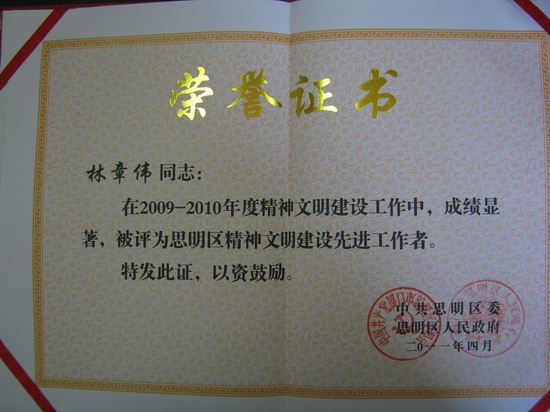 荣誉证书
林章伟同志：
在2009-2010年度精神文明建设工作中，成绩显
著，被评为思明区精神文明建设先进工作者。
特发此证，以资鼓励。
中共思明区委
思明区人民政府
二0一一年四月